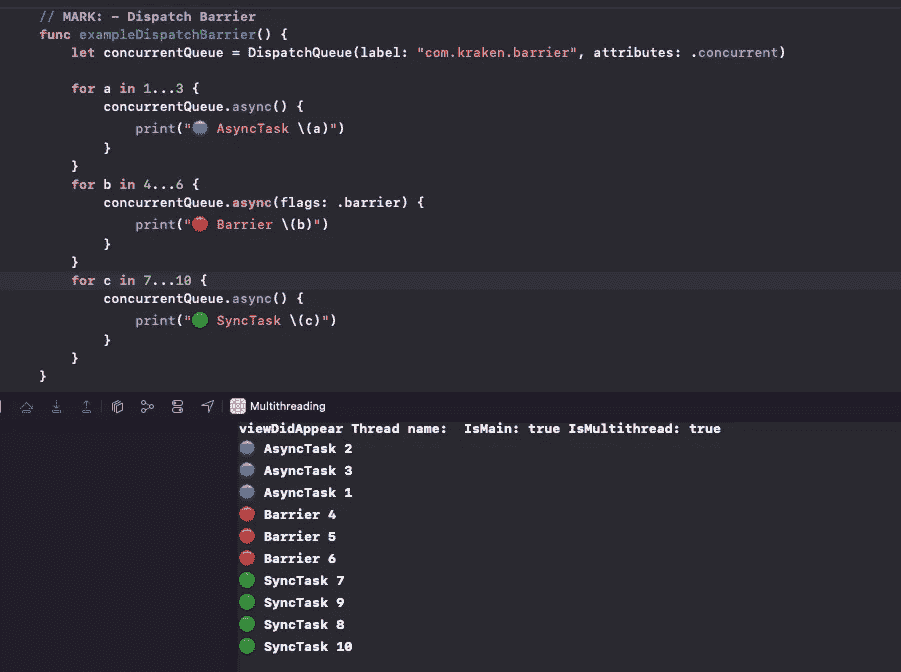 // MARK: - Dispatch Barrier
func exampleDispatchBarrier() {
    let concurrentQueue = DispatchQueue(label: "com.kraken.barrier", attributes: .concurrent)
    for a in 1...3 {
        concurrentQueue.async() {
            print("🔵 AsyncTask \(a)")
        }
    }
    for b in 4...6 {
        concurrentQueue.async(flags: .barrier) {
            print("🔴 Barrier \(b)")
        }
    }
    for c in 7...10 {
        concurrentQueue.async() {
            print("🟢 SyncTask \(c)")
        }
    }
}
Multithreading
viewDidAppear Thread name:  IsMain: true IsMultithread: true
🔵 AsyncTask 2
🔵 AsyncTask 3
🔵 AsyncTask 1
🔴 Barrier 4
🔴 Barrier 5
🔴 Barrier 6
🟢 SyncTask 7
🟢 SyncTask 9
🟢 SyncTask 8
🟢 SyncTask 10